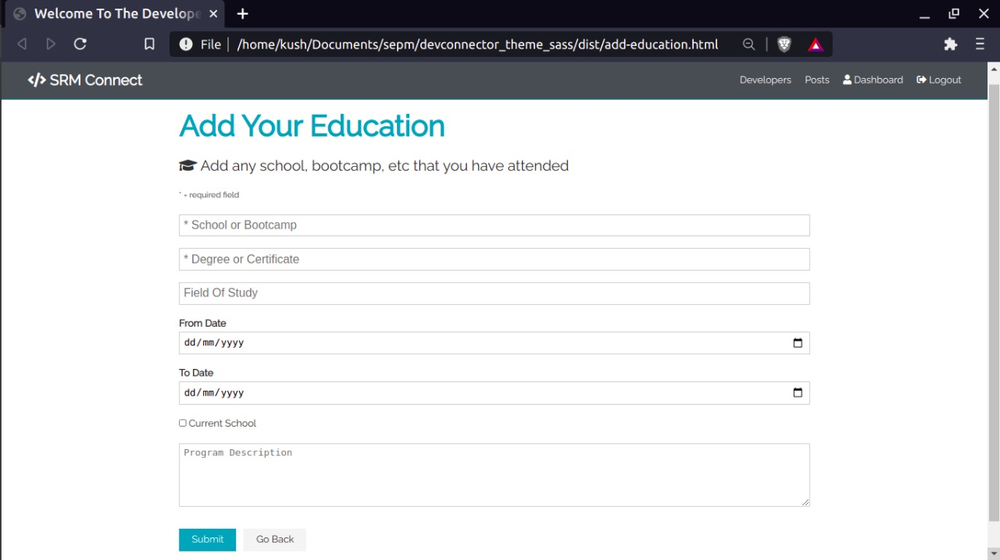 Welcome To The Develope
File | /home/kush/Documents/sepm/devconnector_theme_sass/dist/add-education.html
SRM Connect
Developers Posts Dashboard Logout
Add Your Education
Add any school, bootcamp, etc that you have attended
* = required field
* School or Bootcamp
* Degree or Certificate
Field Of Study
From Date
dd/mm/yyyy
To Date
dd/mm/yyyy
Current School
Program Description
Submit Go Back